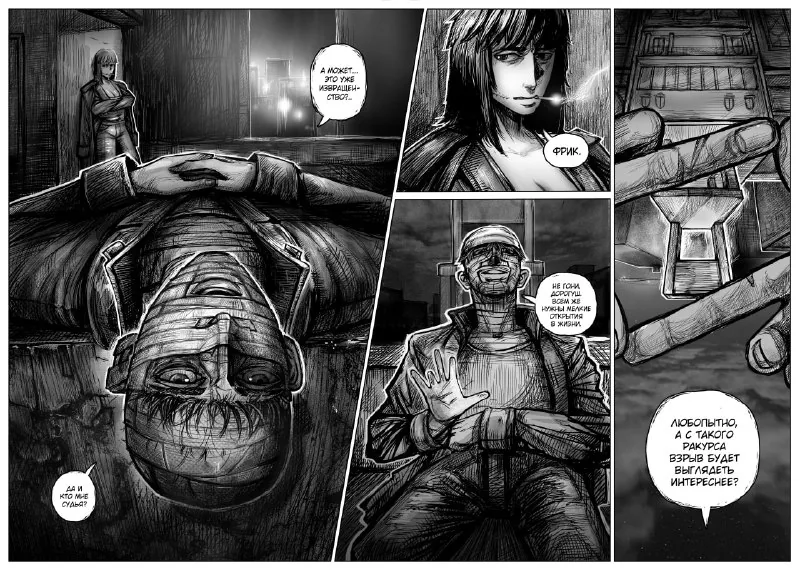 А МОЖЕТ...
ЭТО УЖЕ
ИЗВРАЩЕН-
СТВО?..
ДА И
КТО МНЕ
СУДЬЯ?
ФРИК.
НЕ ГОНИ,
ДОРОГУШ.
ВСЕМ ЖЕ
НУЖНЫ МЕЛКИЕ
ОТКРЫТИЯ
В ЖИЗНИ.
ЛЮБОПЫТНО,
А С ТАКОГО
РАКУРСА
ВЗРЫВ БУДЕТ
ВЫГЛЯДЕТЬ
ИНТЕРЕСНЕЕ?